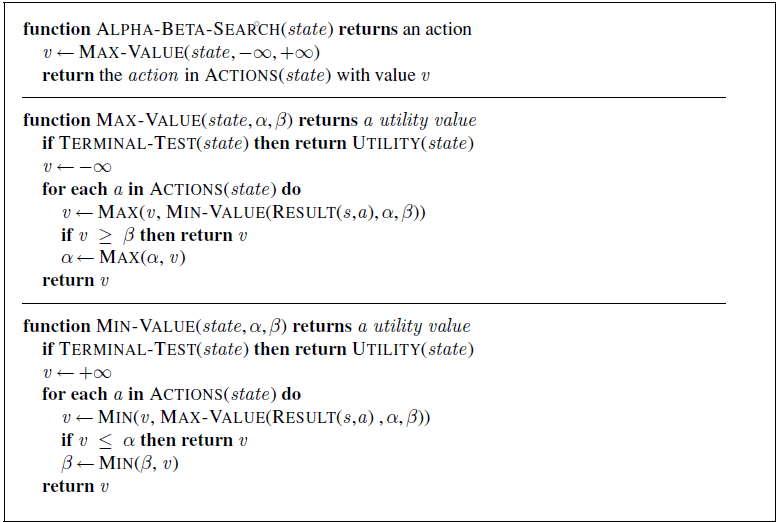 function ALPHA-BETA-SEARCH(state) returns an action
v ← MAX-VALUE(state, −∞, +∞)
return the action in ACTIONS(state) with value v
function MAX-VALUE(state, α, β) returns a utility value
if TERMINAL-TEST(state) then return UTILITY(state)
v ← −∞
for each a in ACTIONS(state) do
v ← MAX(v, MIN-VALUE(RESULT(s,a), α, β))
if v ≥ β then return v
α ← MAX(α, v)
return v
function MIN-VALUE(state, α, β) returns a utility value
if TERMINAL-TEST(state) then return UTILITY(state)
v ← +∞
for each a in ACTIONS(state) do
v ← MIN(v, MAX-VALUE(RESULT(s,a) , α, β))
if v ≤ α then return v
β ← MIN(β, v)
return v